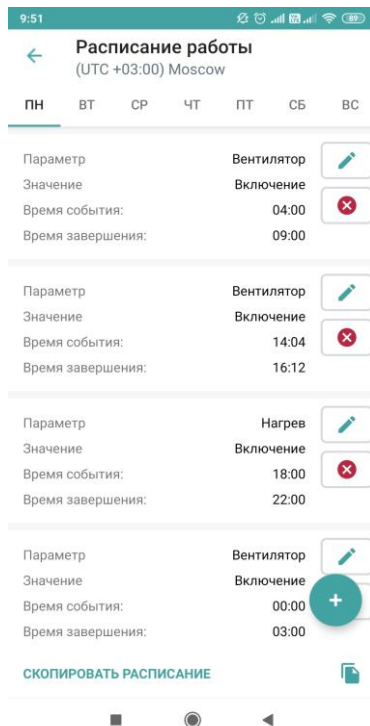 9:51
89
Расписание работы
(UTC +03:00) Moscow
ПН ВТ СР ЧТ ПТ СБ ВС
Параметр Вентилятор
Значение Включение
Время события: 04:00
Время завершения: 09:00
Параметр Вентилятор
Значение Включение
Время события: 14:04
Время завершения: 16:12
Параметр Нагрев
Значение Включение
Время события: 18:00
Время завершения: 22:00
Параметр Вентилятор
Значение Включение
Время события: 00:00
Время завершения: 03:00
СКОПИРОВАТЬ РАСПИСАНИЕ